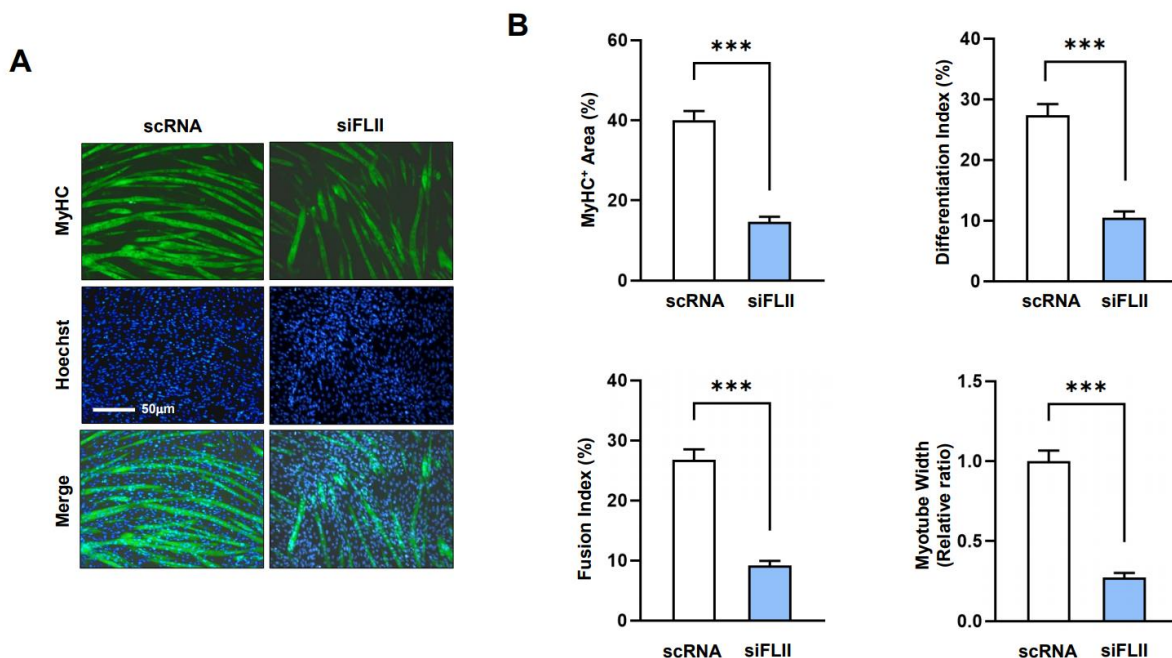 A
scRNA siFLII
MyHC
Hoechst
50µm
Merge
B
MyHC⁺ Area (%)
60
40
20
0
***
scRNA siFLII
Differentiation Index (%)
40
30
20
10
0
***
scRNA siFLII
Fusion Index (%)
40
30
20
10
0
***
scRNA siFLII
Myotube Width
(Relative ratio)
1.5
1.0
0.5
0.0
***
scRNA siFLII